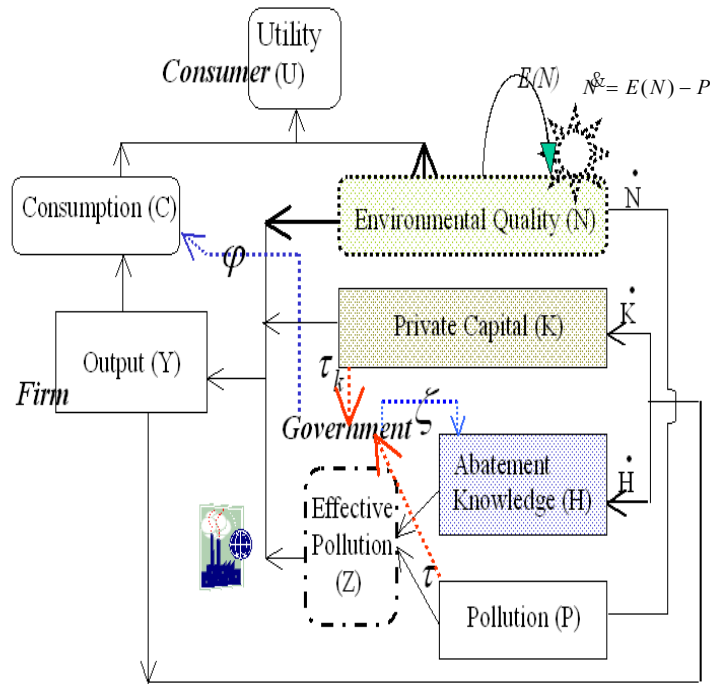 Utility
Consumer (U)
E(N)
N& = E(N) − P
Consumption (C)
Environmental Quality (N)
Ṅ
φ
Private Capital (K)
K̇
Output (Y)
τk
Firm
Government
ζ
Abatement
Knowledge (H)
Ḣ
Effective
Pollution
(Z)
τ
Pollution (P)